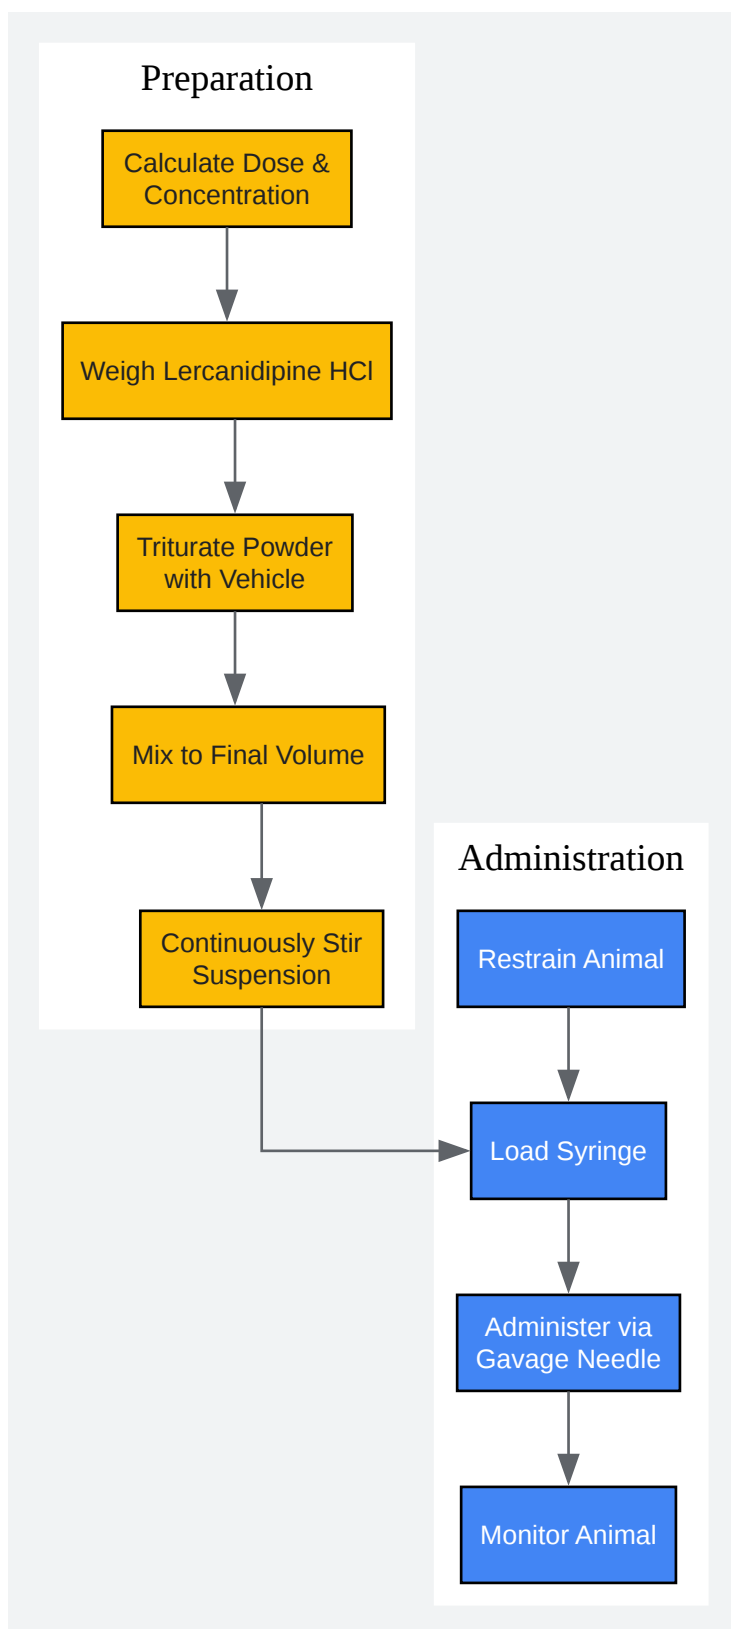 Preparation
Calculate Dose &
Concentration
Weigh Lercanidipine HCl
Triturate Powder
with Vehicle
Mix to Final Volume
Continuously Stir
Suspension
Administration
Restrain Animal
Load Syringe
Administer via
Gavage Needle
Monitor Animal